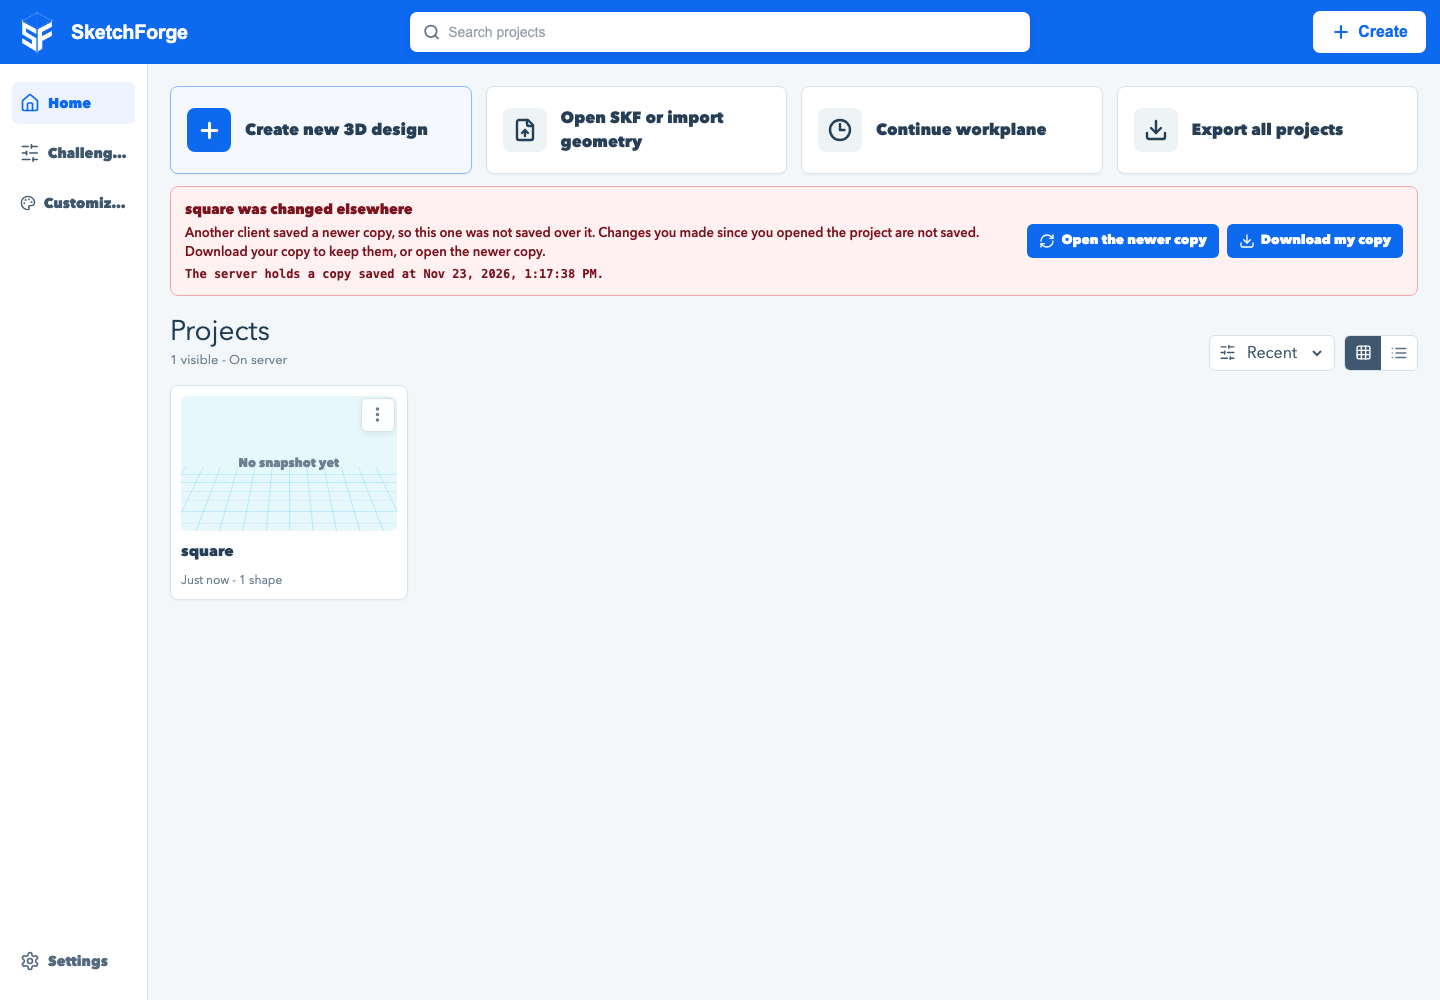 SketchForge
Search projects
Create
Home
Challeng...
Customiz...
Settings
Create new 3D design
Open SKF or import
geometry
Continue workplane
Export all projects
square was changed elsewhere
Another client saved a newer copy, so this one was not saved over it. Changes you made since you opened the project are not saved.
Download your copy to keep them, or open the newer copy.
The server holds a copy saved at Nov 23, 2026, 1:17:38 PM.
Open the newer copy
Download my copy
Projects
1 visible - On server
Recent
No snapshot yet
square
Just now - 1 shape